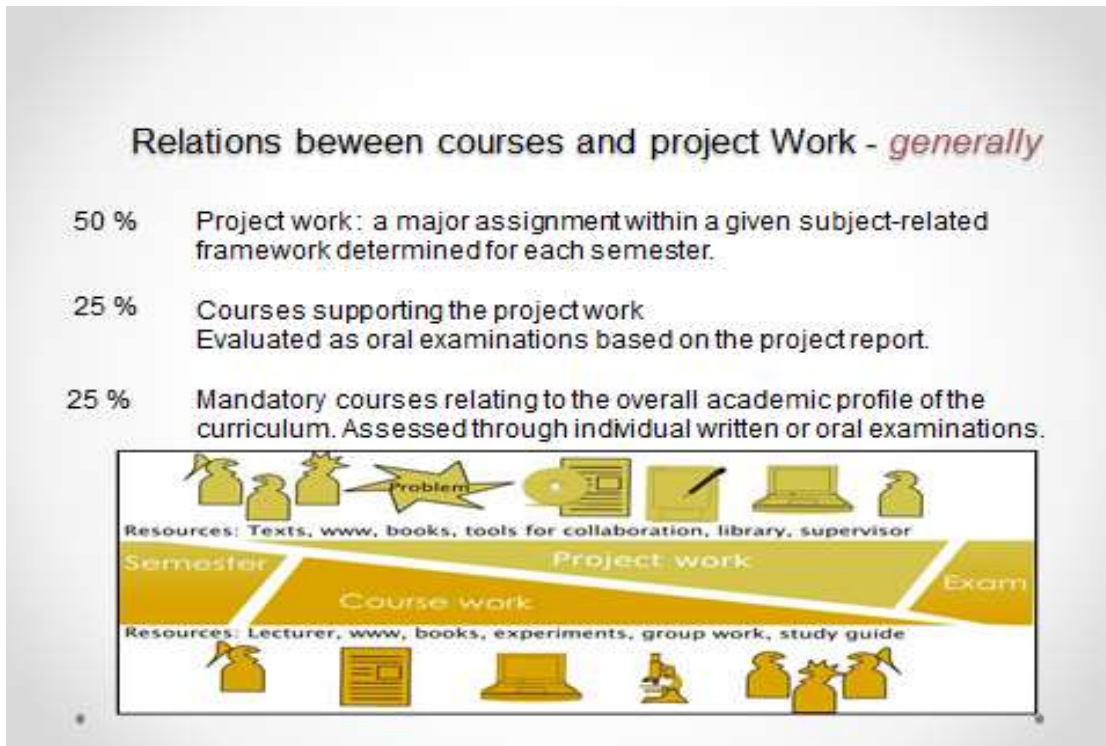 Relations beween courses and project Work - generally
50 % Project work : a major assignment within a given subject-related
framework determined for each semester.
25 % Courses supporting the project work
Evaluated as oral examinations based on the project report.
25 % Mandatory courses relating to the overall academic profile of the
curriculum. Assessed through individual written or oral examinations.
Problem
Resources: Texts, www, books, tools for collaboration, library, supervisor
Semester
Project work
Course work
Exam
Resources: Lecturer, www, books, experiments, group work, study guide